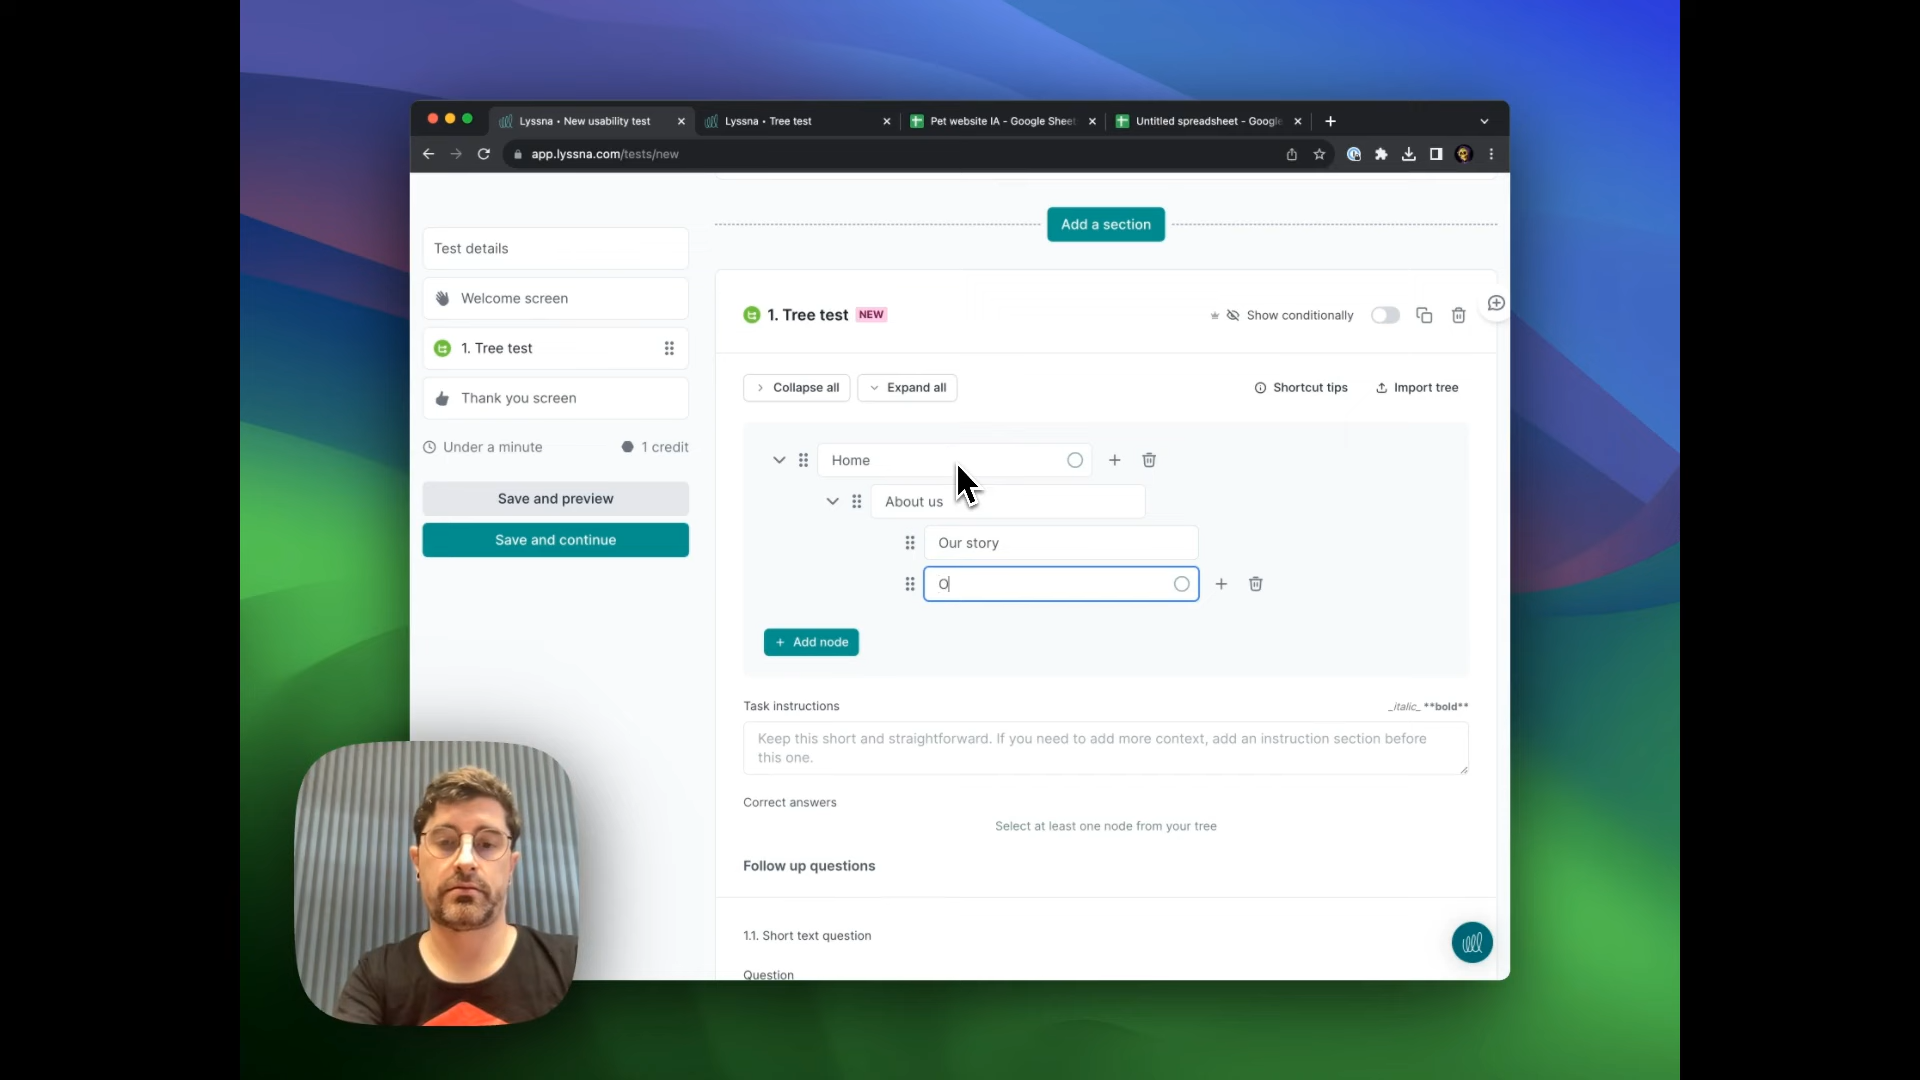 Lyssna • New usability test
Lyssna • Tree test
Pet website IA - Google Sheet
Untitled spreadsheet - Google
app.lyssna.com/tests/new
Add a section
Test details
Welcome screen
1. Tree test
Thank you screen
Under a minute
1 credit
Save and preview
Save and continue
1. Tree test NEW
Show conditionally
Collapse all
Expand all
Shortcut tips
Import tree
Home
About us
Our story
O
+ Add node
Task instructions
_italic_ **bold**
Keep this short and straightforward. If you need to add more context, add an instruction section before
this one.
Correct answers
Select at least one node from your tree
Follow up questions
1.1. Short text question
Question